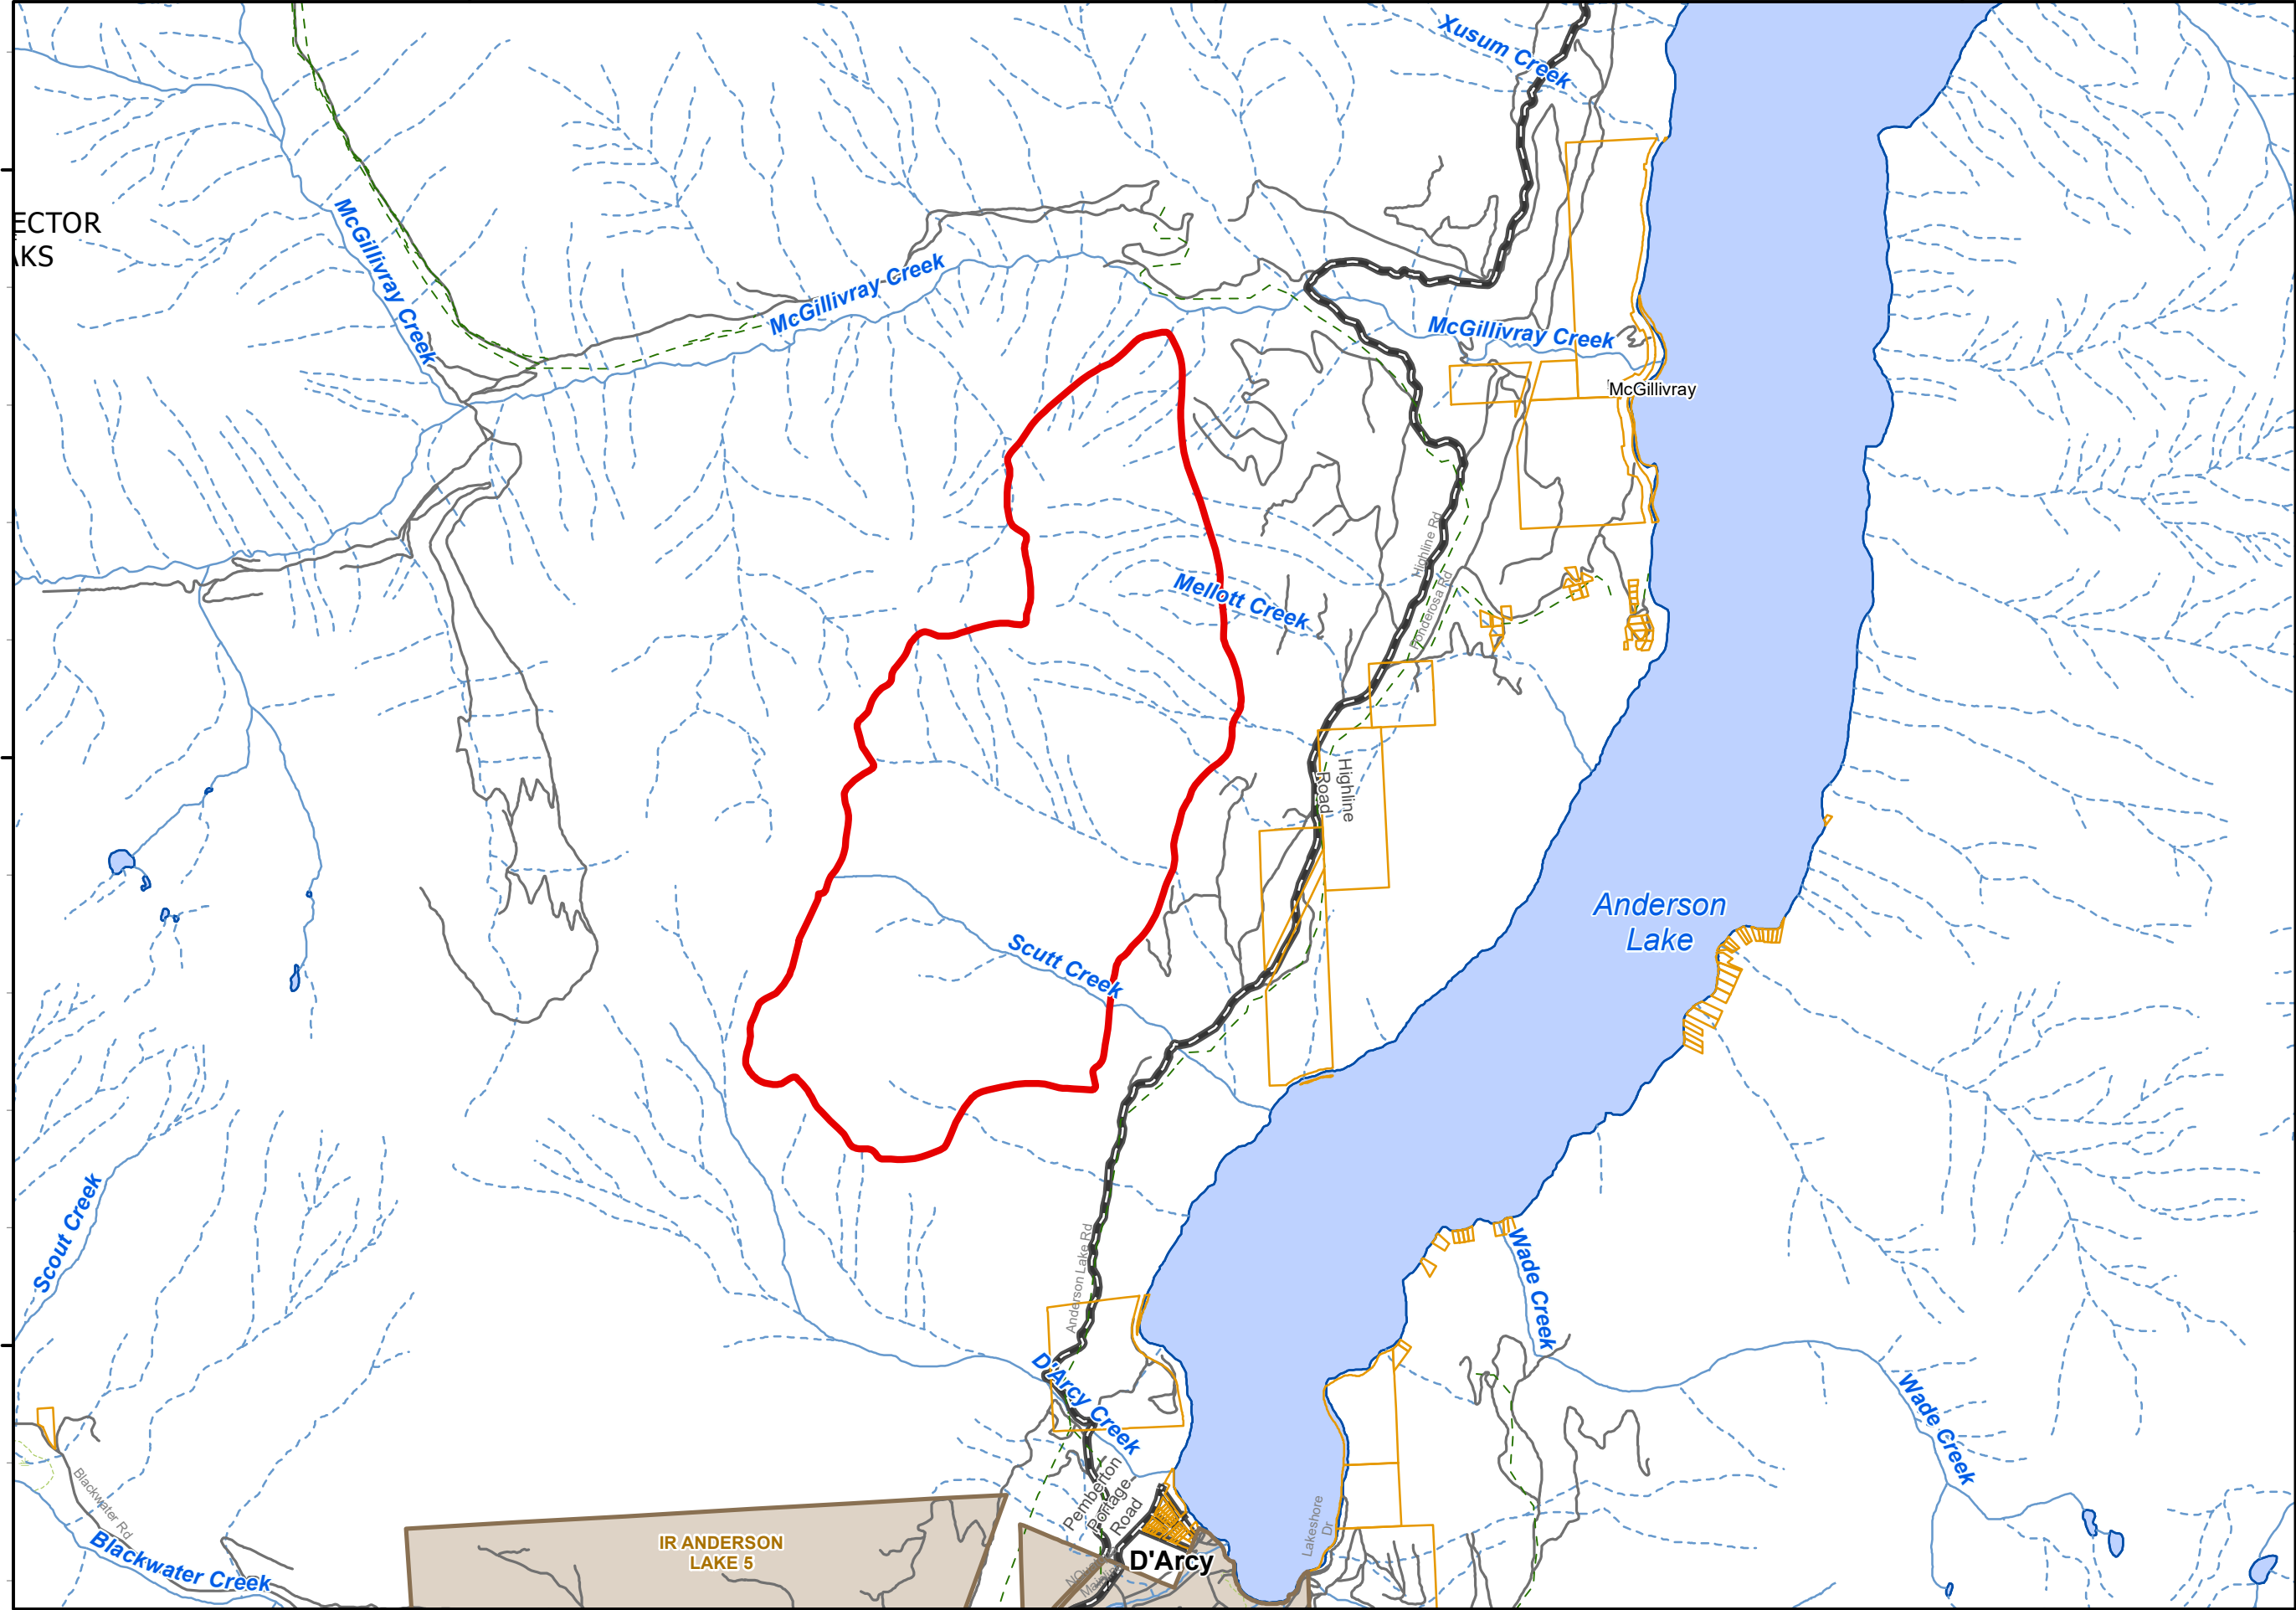 Xusum Creek
ECTOR
AKS
McGillivray Creek
McGillivray Creek
McGillivray Creek
McGillivray
Highline Rd
Ponderosa Rd
Mellott Creek
Highline
Road
Anderson
Lake
Scutt Creek
Scout Creek
Anderson Lake Rd
Wade Creek
D'Arcy Creek
Wade Creek
Blackwater Rd
Pemberton
Portage
Road
Lakeshore
Dr
IR ANDERSON
LAKE 5
D'Arcy
Blackwater Creek